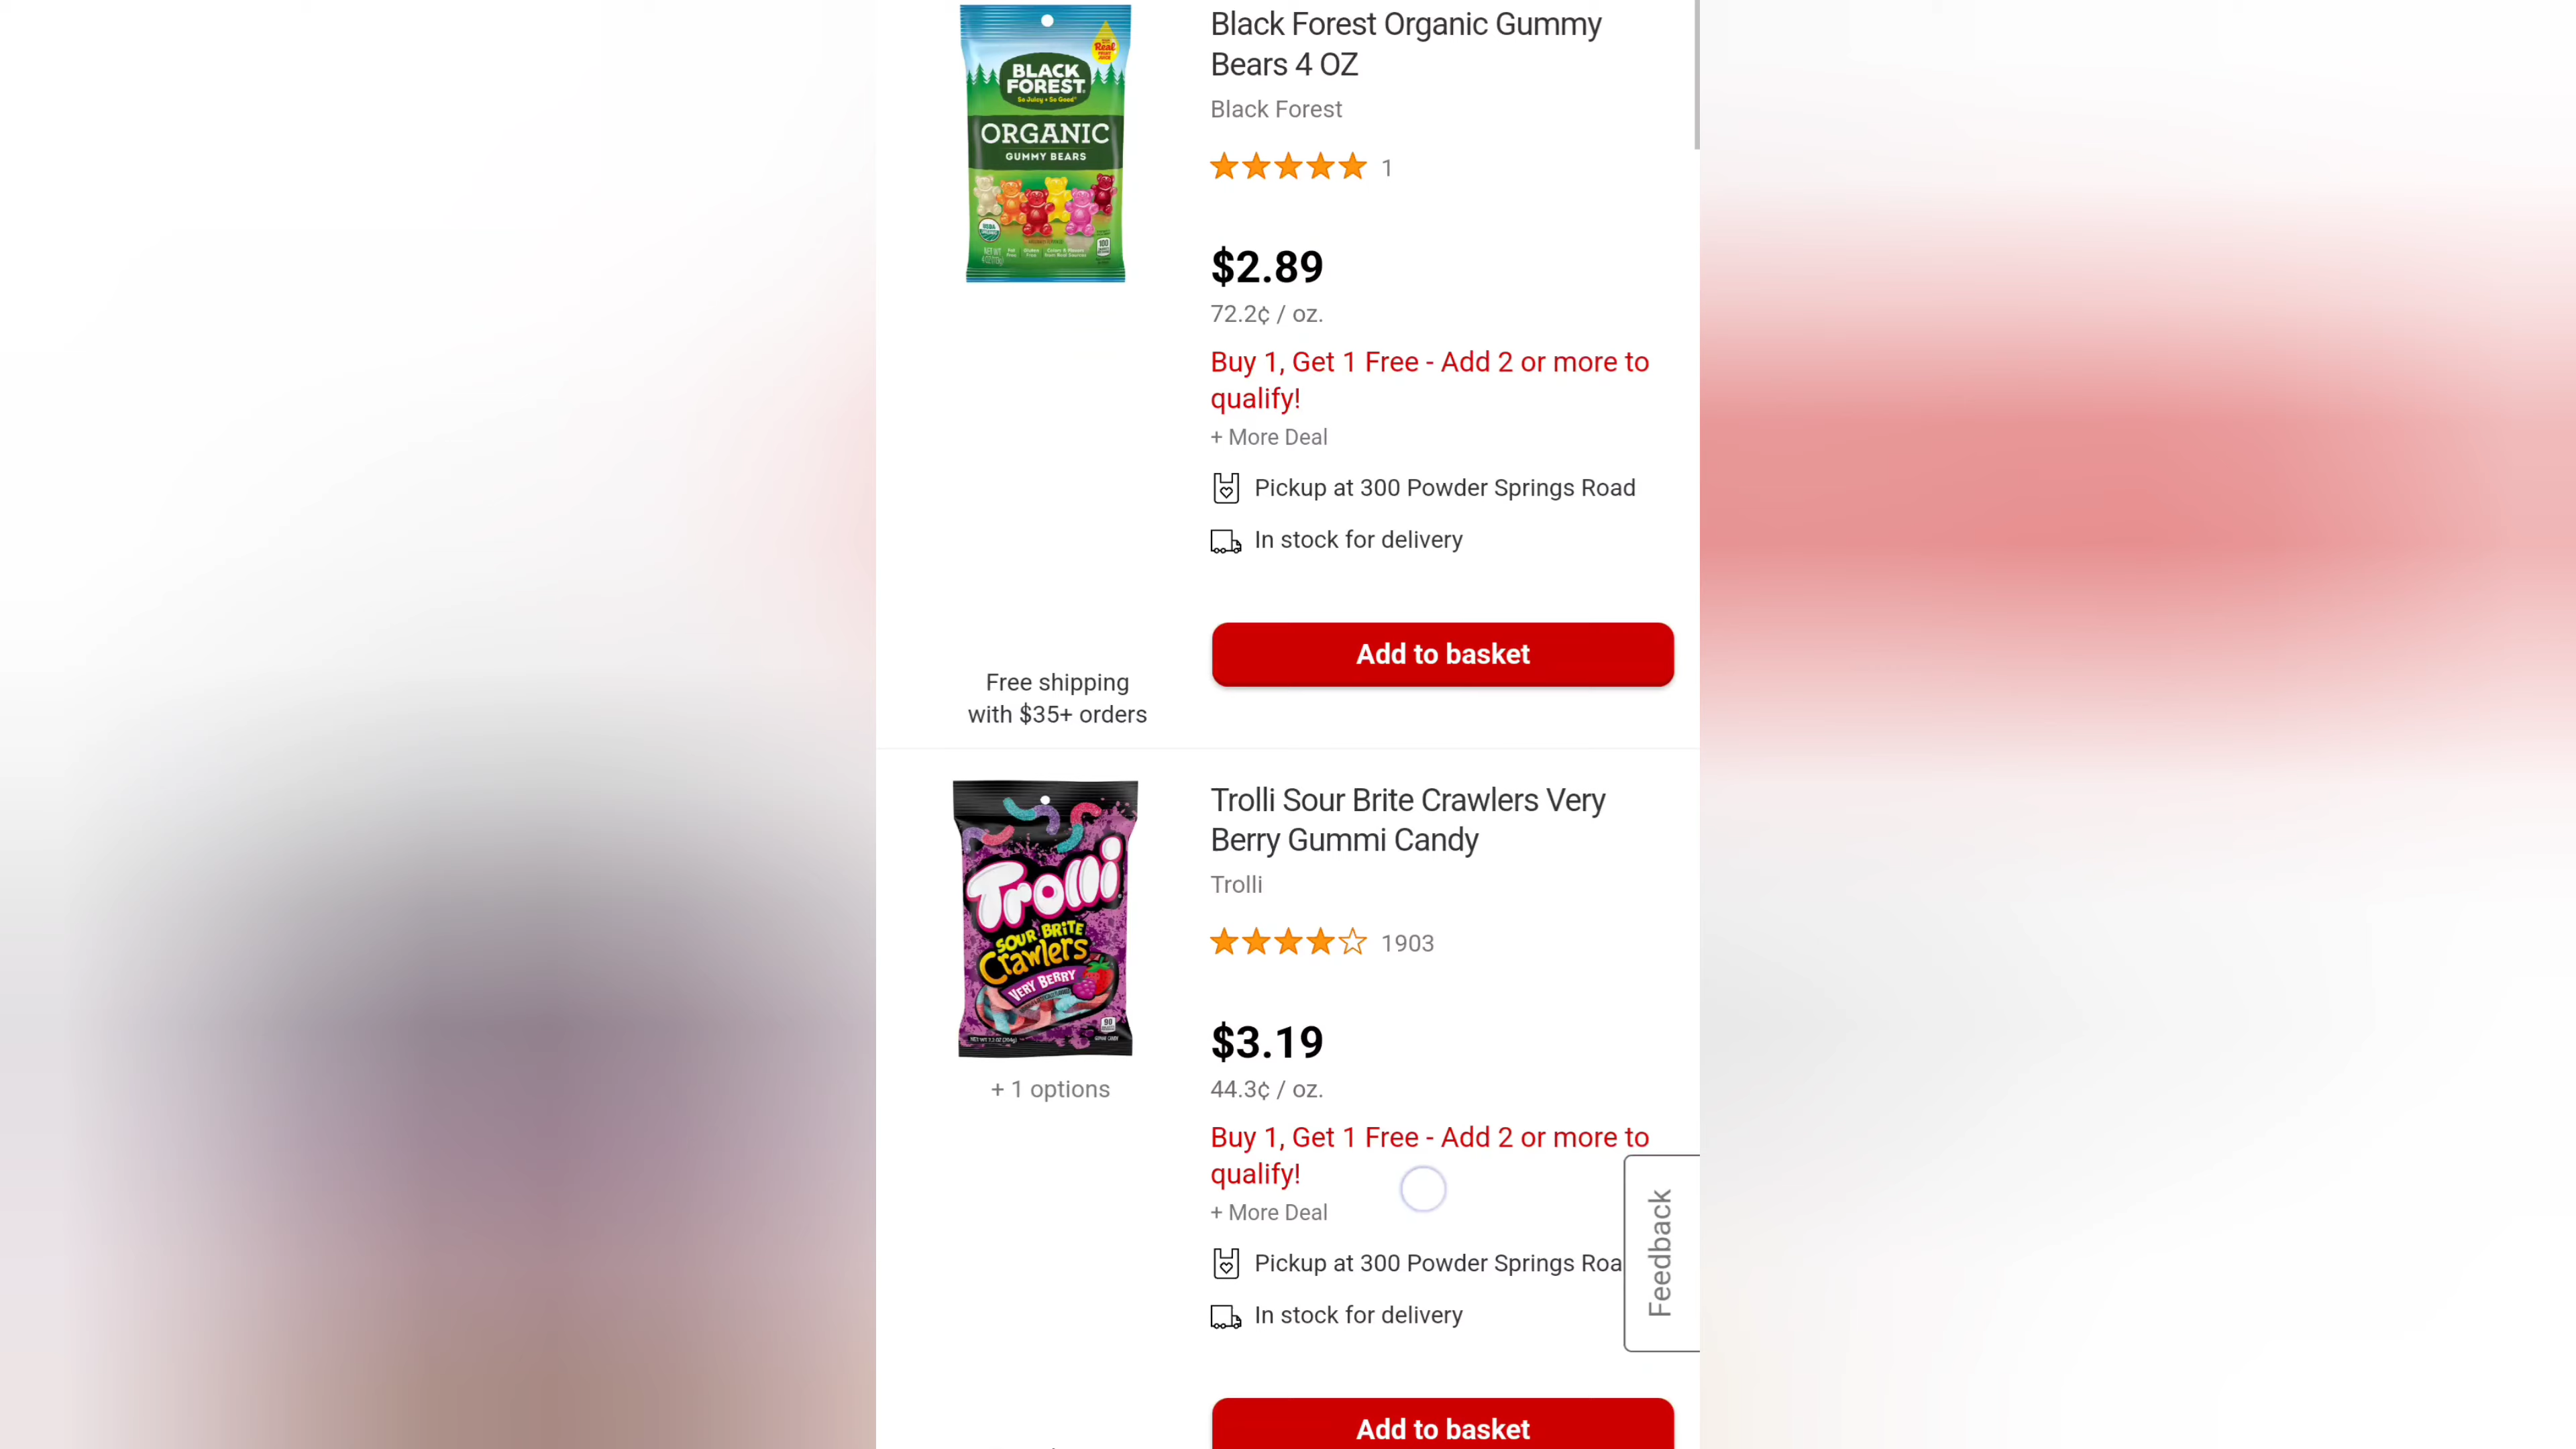 Real
BLACK
FOREST
So Juicy • So Good
ORGANIC
GUMMY BEARS
Black Forest Organic Gummy
Bears 4 OZ
Black Forest
1
$2.89
72.2¢ / oz.
Buy 1, Get 1 Free - Add 2 or more to
qualify!
+ More Deal
Pickup at 300 Powder Springs Road
In stock for delivery
Add to basket
Free shipping
with $35+ orders
Trolli
SOUR BRITE
Crawlers
VERY BERRY
+ 1 options
Trolli Sour Brite Crawlers Very
Berry Gummi Candy
Trolli
1903
$3.19
44.3¢ / oz.
Buy 1, Get 1 Free - Add 2 or more to
qualify!
+ More Deal
Pickup at 300 Powder Springs Roa
In stock for delivery
Feedback
Add to basket